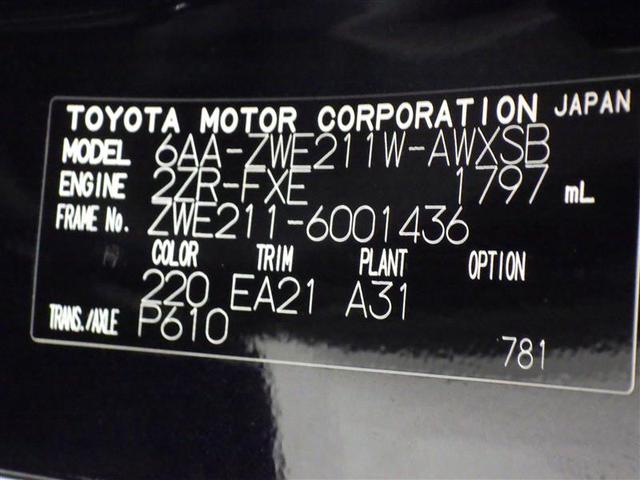 TOYOTA MOTOR CORPORATION JAPAN
MODEL 6AA-ZWE211W-AWXSB
ENGINE 2ZR-FXE 1797 mL
FRAME No. ZWE211-6001436
COLOR TRIM PLANT OPTION
220 EA21 A31
TRANS./AXLE P610
781